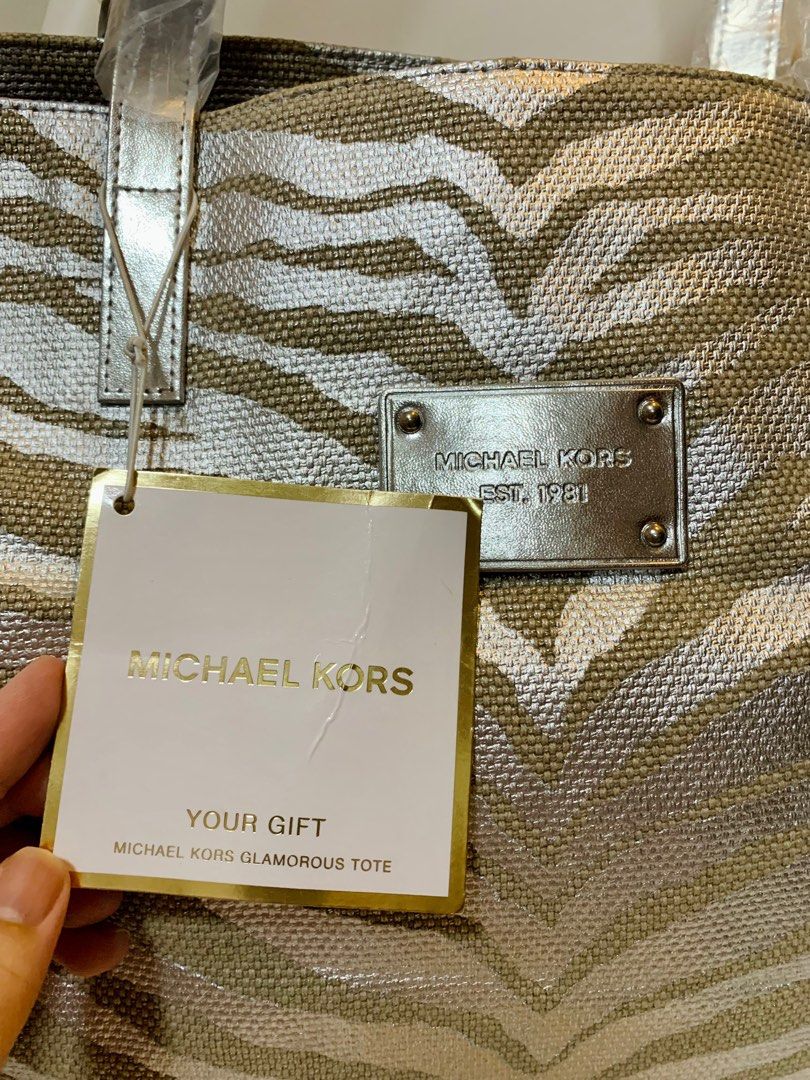 MICHAEL KORS
EST. 1981
MICHAEL KORS
YOUR GIFT
MICHAEL KORS GLAMOROUS TOTE